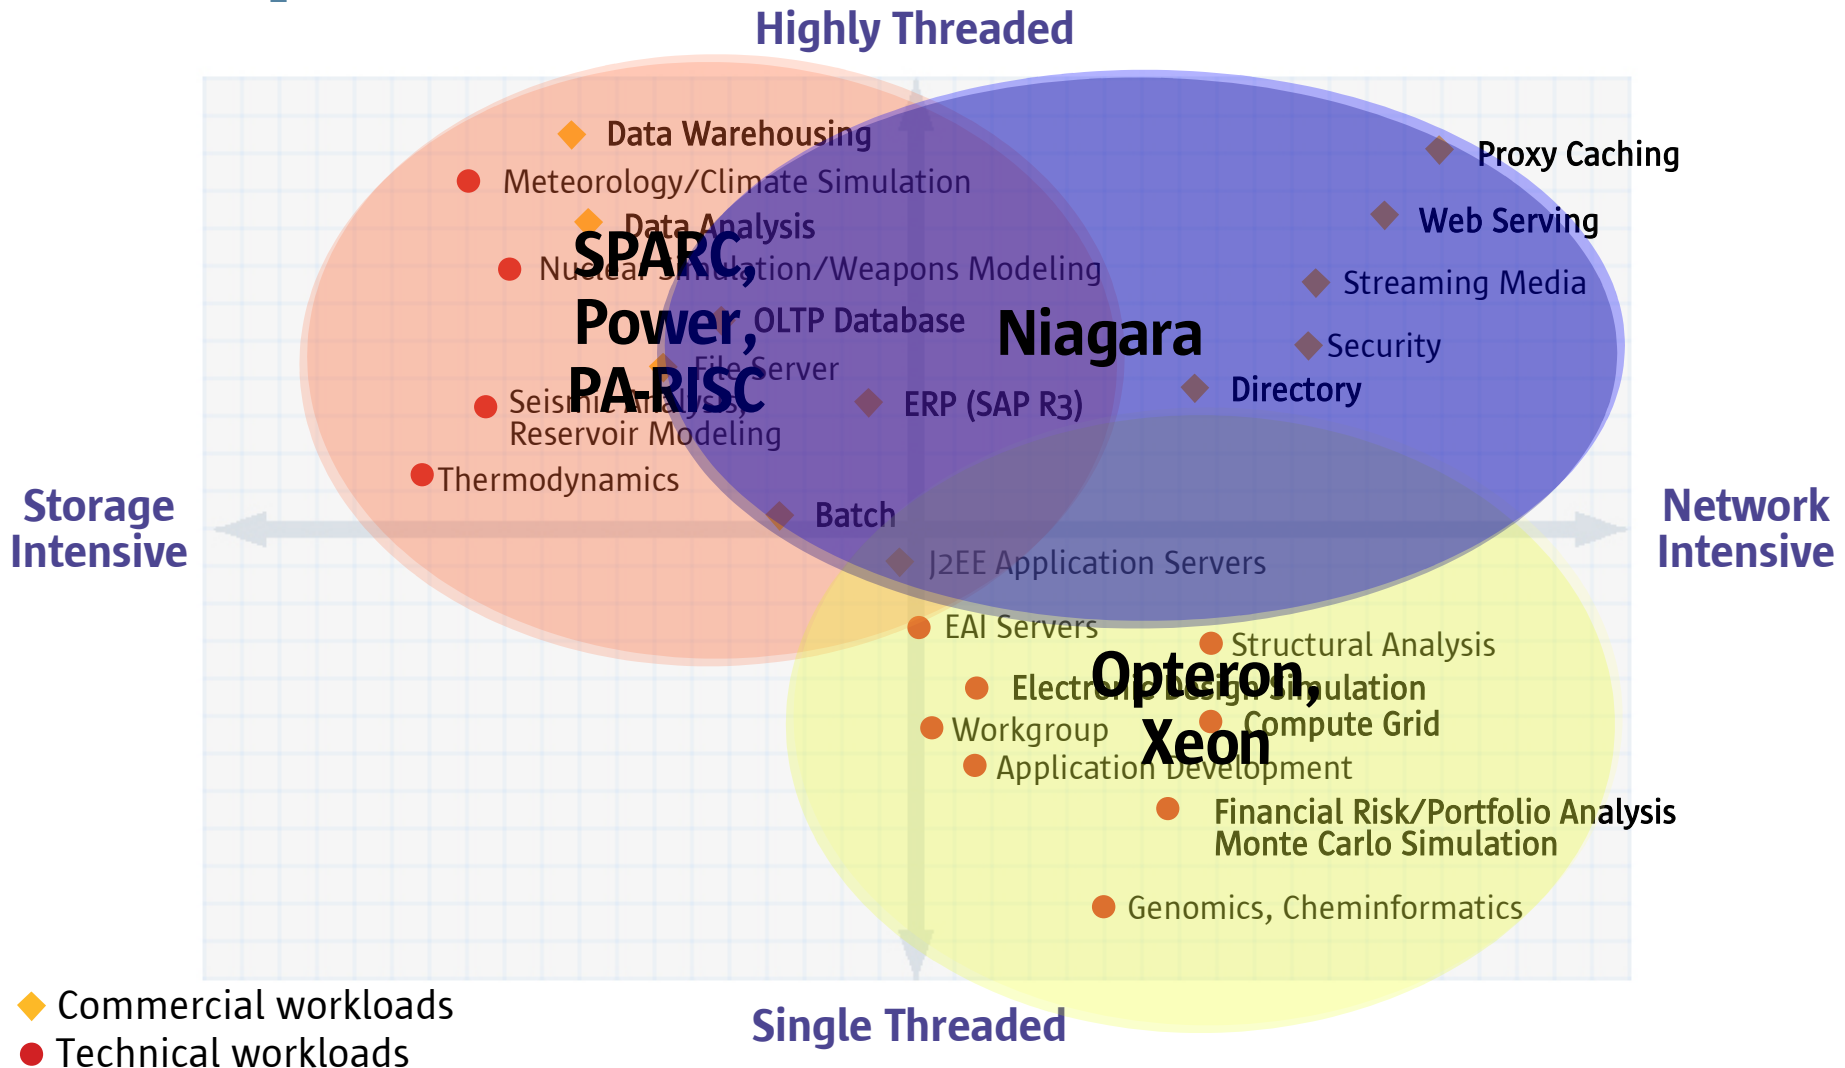 Highly Threaded
Data Warehousing
Proxy Caching
Meteorology/Climate Simulation
Data Analysis
Web Serving
SPARC,
Power,
PA-RISC
Nuclear Simulation/Weapons Modeling
Streaming Media
OLTP Database
Niagara
Security
File Server
Directory
Seismic Analysis,
Reservoir Modeling
ERP (SAP R3)
Thermodynamics
Storage
Intensive
Network
Intensive
Batch
J2EE Application Servers
EAI Servers
Structural Analysis
Opteron,
Xeon
Electronic Design Simulation
Workgroup
Compute Grid
Application Development
Financial Risk/Portfolio Analysis
Monte Carlo Simulation
Genomics, Cheminformatics
Commercial workloads
Technical workloads
Single Threaded